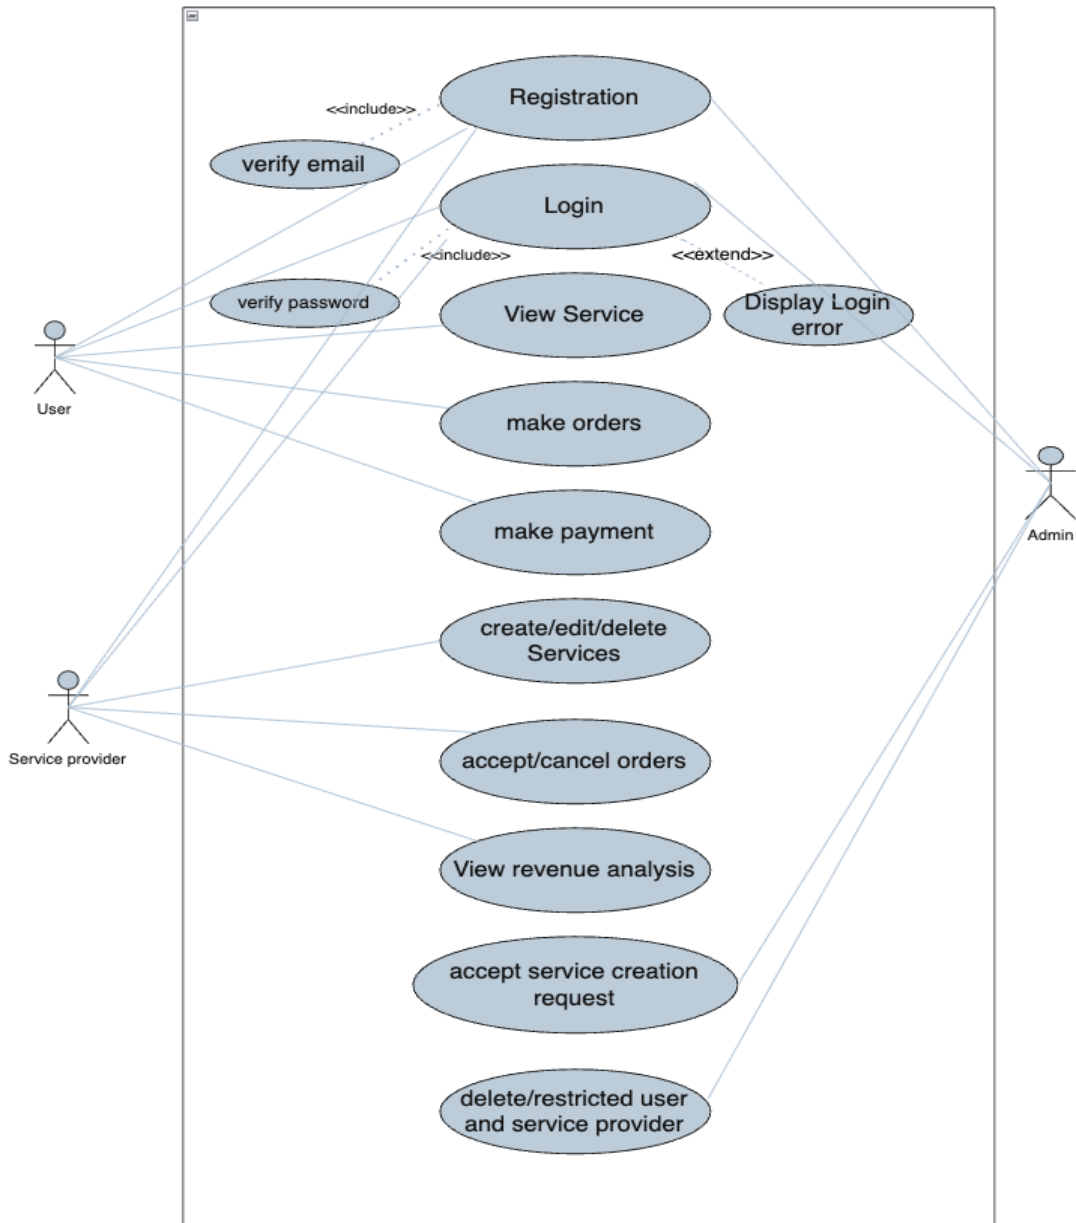 Registration
<<include>>
verify email
Login
<<include>>
<<extend>>
verify password
View Service
Display Login
error
User
make orders
Admin
make payment
create/edit/delete
Services
Service provider
accept/cancel orders
View revenue analysis
accept service creation
request
delete/restricted user
and service provider